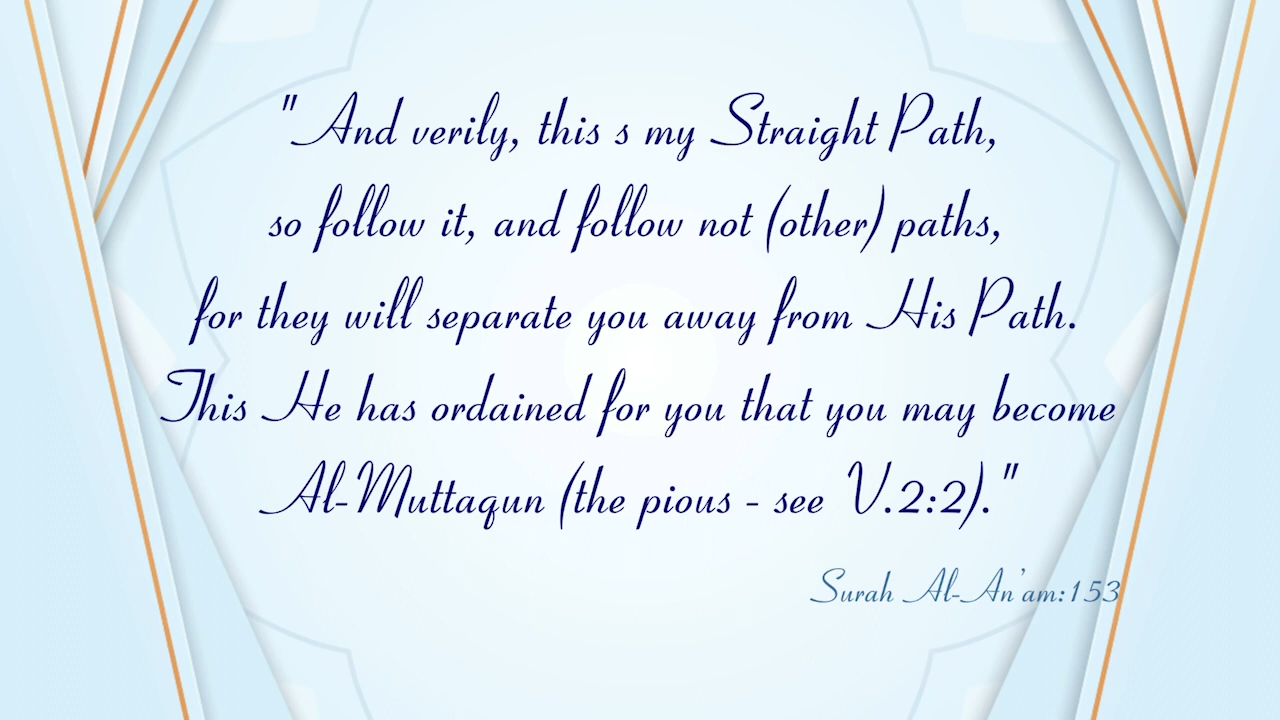 "And verily, this s my Straight Path,
so follow it, and follow not (other) paths,
for they will separate you away from His Path.
This He has ordained for you that you may become
Al-Muttaqun (the pious - see V.2:2)."
Surah Al-An'am:153